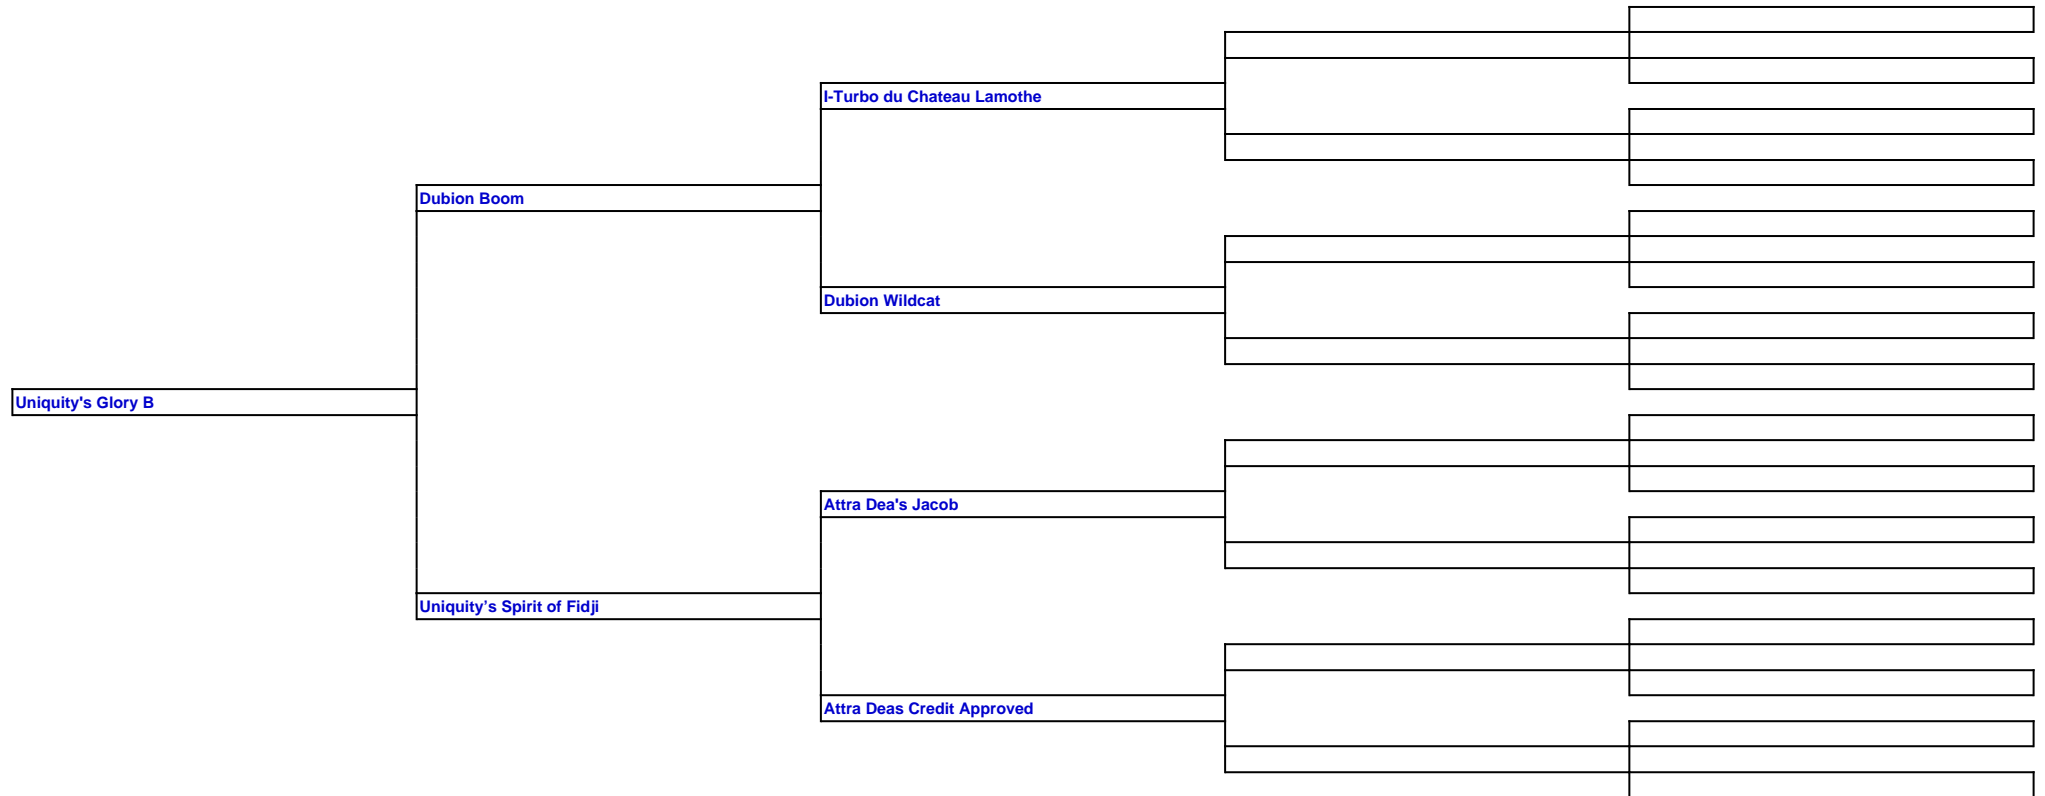 I-Turbo du Chateau Lamothe
Dubion Boom
Dubion Wildcat
Uniquity's Glory B
Attra Dea's Jacob
Uniquity’s Spirit of Fidji
Attra Deas Credit Approved